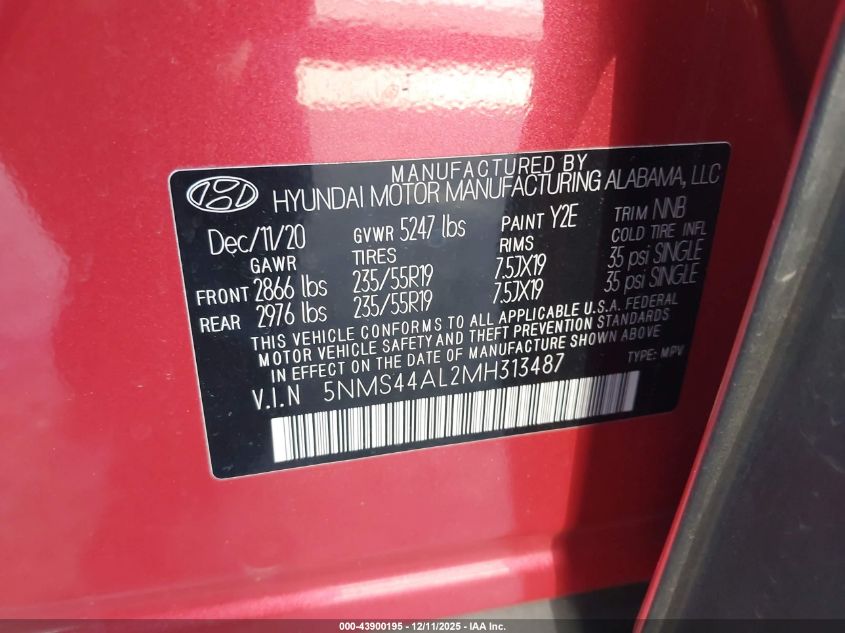 MANUFACTURED BY
HYUNDAI MOTOR MANUFACTURING ALABAMA, LLC
Dec/11/20 GVWR 5247 lbs PAINT Y2E TRIM NNB
GAWR TIRES RIMS COLD TIRE INFL
FRONT 2866 lbs 235/55R19 7.5JX19 35 psi SINGLE
REAR 2976 lbs 235/55R19 7.5JX19 35 psi SINGLE
THIS VEHICLE CONFORMS TO ALL APPLICABLE U.S.A. FEDERAL
MOTOR VEHICLE SAFETY AND THEFT PREVENTION STANDARDS
IN EFFECT ON THE DATE OF MANUFACTURE SHOWN ABOVE
V.I.N 5NMS44AL2MH313487 TYPE: MPV
000-43900195 - 12/11/2025 - IAA Inc.